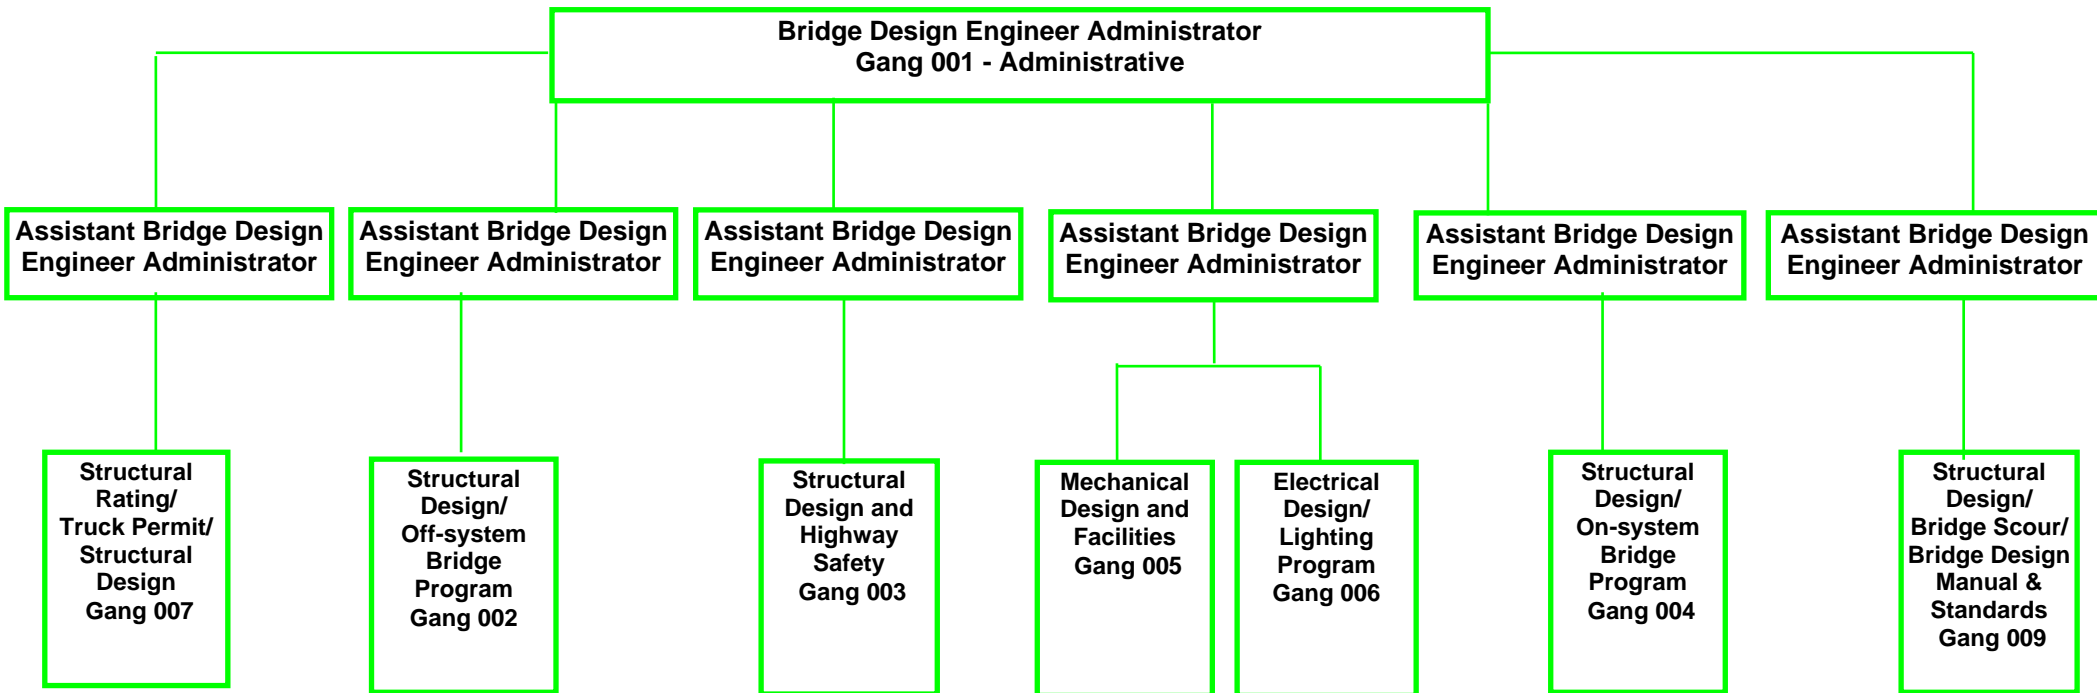 Bridge Design Engineer Administrator
Gang 001 - Administrative
Assistant Bridge Design
Engineer Administrator
Assistant Bridge Design
Engineer Administrator
Assistant Bridge Design
Engineer Administrator
Assistant Bridge Design
Engineer Administrator
Assistant Bridge Design
Engineer Administrator
Assistant Bridge Design
Engineer Administrator
Structural
Rating/
Truck Permit/
Structural
Design
Gang 007
Structural
Design/
Off-system
Bridge
Program
Gang 002
Structural
Design and
Highway
Safety
Gang 003
Mechanical
Design and
Facilities
Gang 005
Electrical
Design/
Lighting
Program
Gang 006
Structural
Design/
On-system
Bridge
Program
Gang 004
Structural
Design/
Bridge Scour/
Bridge Design
Manual &
Standards
Gang 009